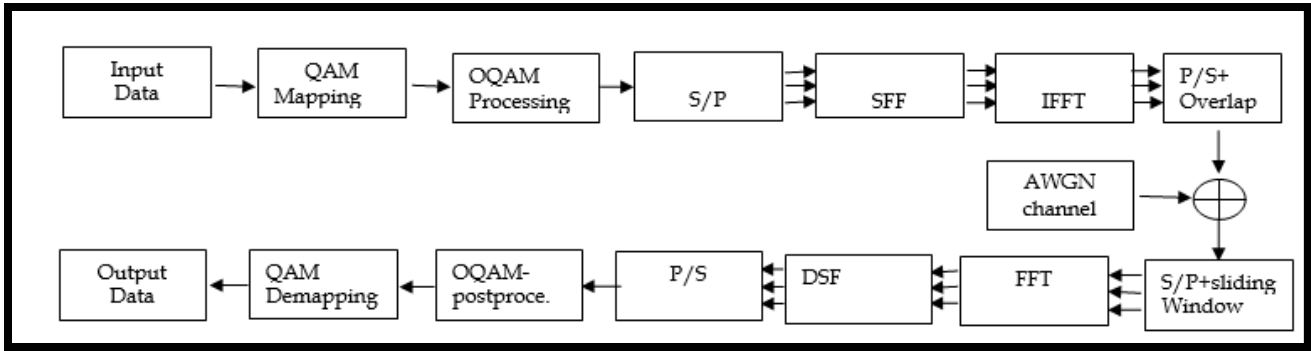 Input
Data
QAM
Mapping
OQAM
Processing
S/P
SFF
IFFT
P/S+
Overlap
AWGN
channel
Output
Data
QAM
Demapping
OQAM-
postproce.
P/S
DSF
FFT
S/P+sliding
Window